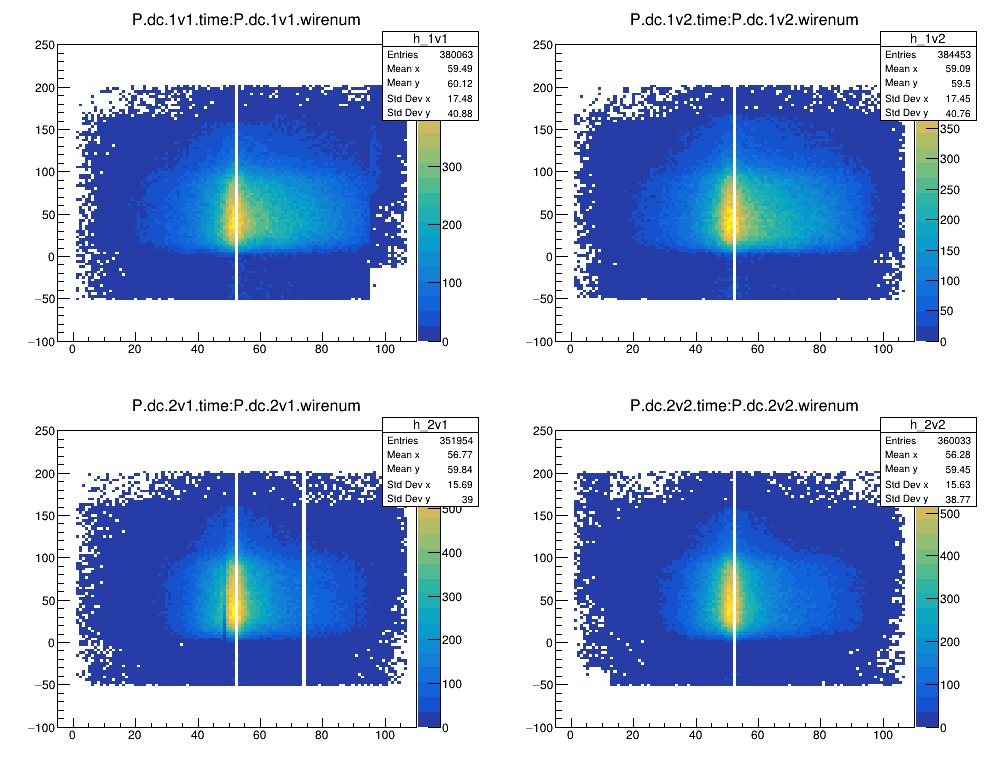 P.dc.1v1.time:P.dc.1v1.wirenum
h_1v1
Entries 380063
Mean x 59.49
Mean y 60.12
Std Dev x 17.48
Std Dev y 40.88
250
200
150
100
50
0
−50
−100
0 20 40 60 80 100
300
200
100
0
P.dc.1v2.time:P.dc.1v2.wirenum
h_1v2
Entries 384453
Mean x 59.09
Mean y 59.5
Std Dev x 17.45
Std Dev y 40.76
250
200
150
100
50
0
−50
−100
0 20 40 60 80 100
350
300
250
200
150
100
50
0
P.dc.2v1.time:P.dc.2v1.wirenum
h_2v1
Entries 351954
Mean x 56.77
Mean y 59.84
Std Dev x 15.69
Std Dev y 39
250
200
150
100
50
0
−50
−100
0 20 40 60 80 100
500
400
300
200
100
0
P.dc.2v2.time:P.dc.2v2.wirenum
h_2v2
Entries 360033
Mean x 56.28
Mean y 59.45
Std Dev x 15.63
Std Dev y 38.77
250
200
150
100
50
0
−50
−100
0 20 40 60 80 100
500
400
300
200
100
0